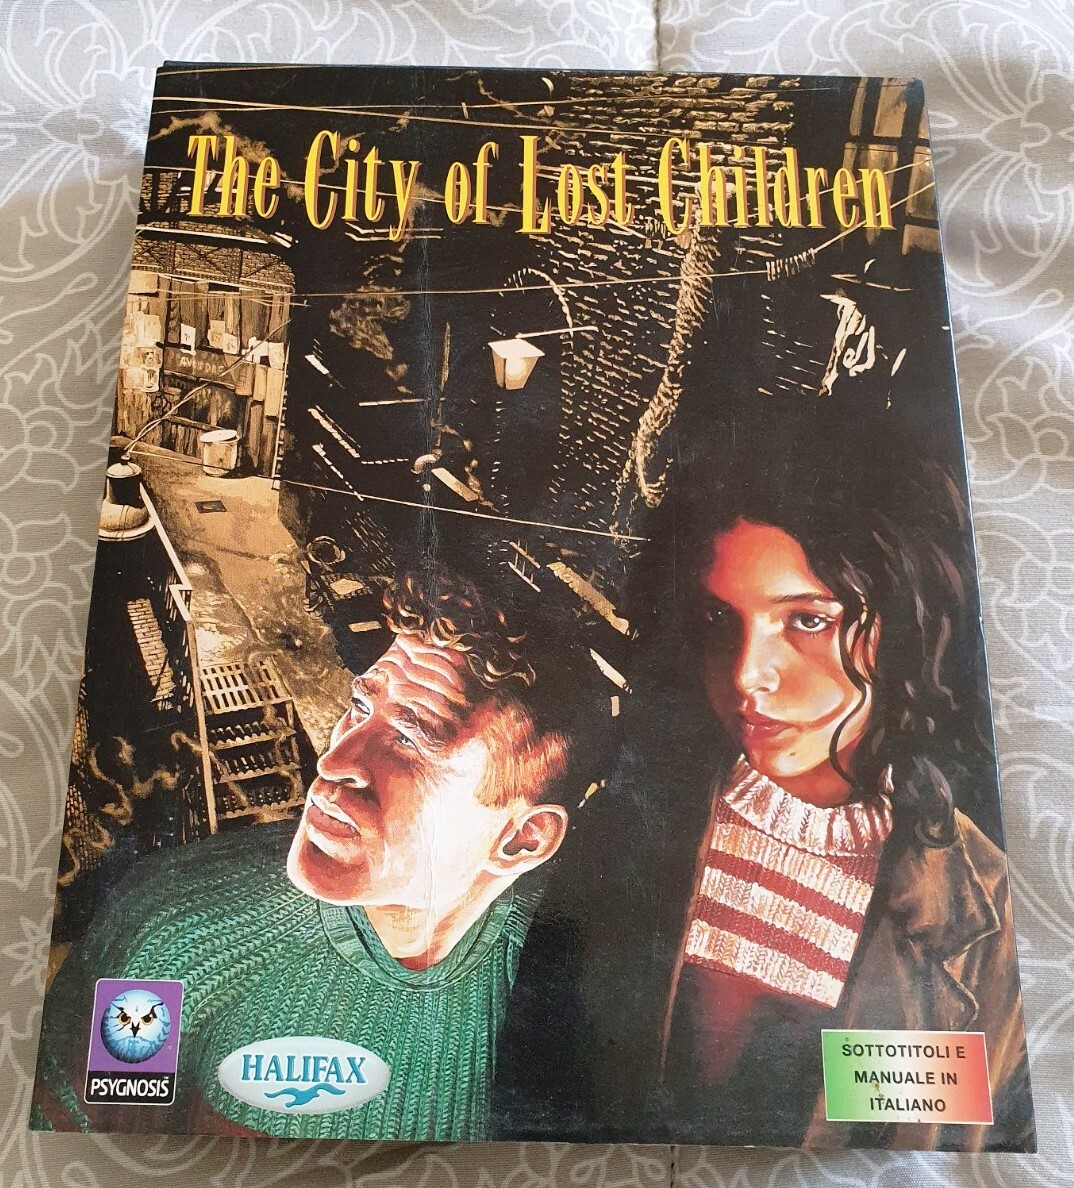 The City of Lost Children
PSYGNOSIS
HALIFAX
SOTTOTITOLI E
MANUALE IN
ITALIANO